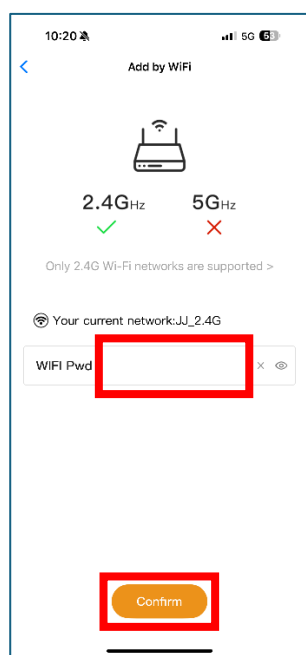 10:20 5G 53
Add by WiFi
2.4GHz 5GHz
Only 2.4G Wi-Fi networks are supported >
Your current network:JJ_2.4G
WIFI Pwd
Confirm